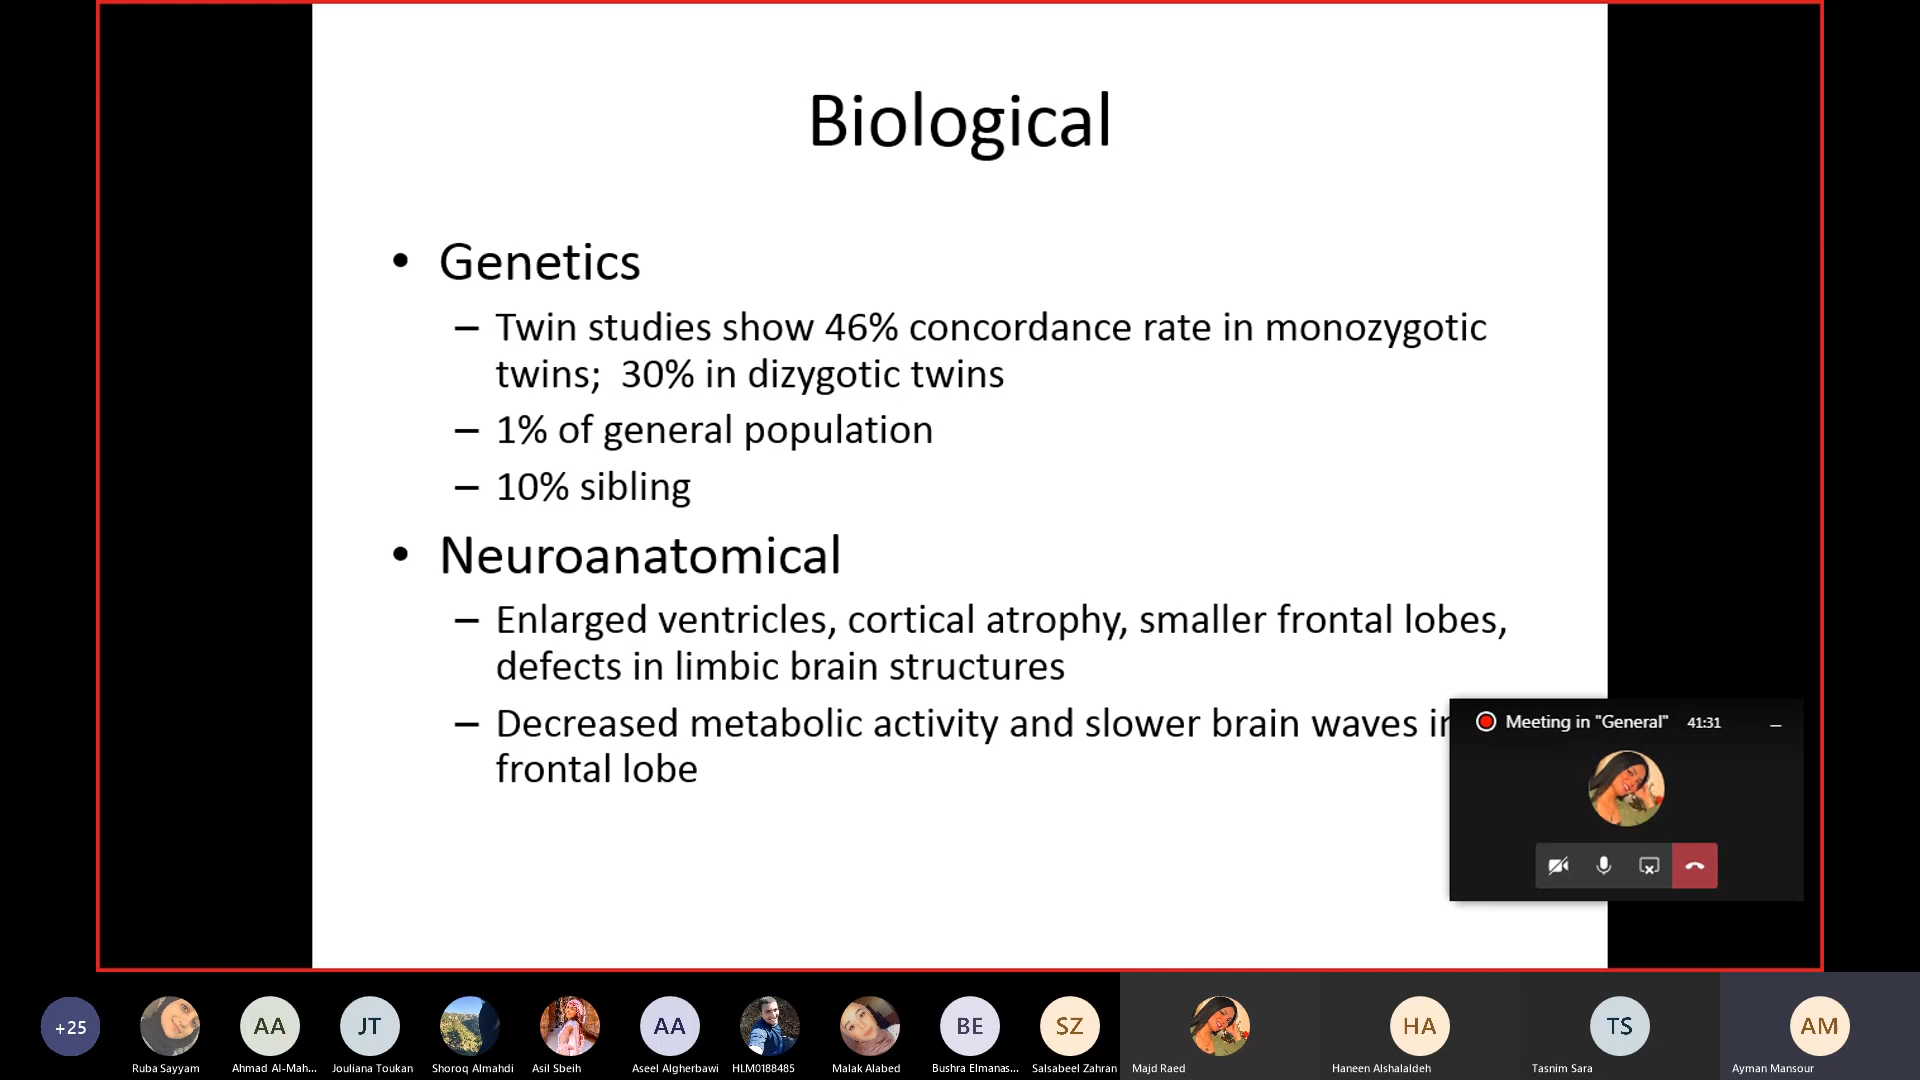 Biological
• Genetics
– Twin studies show 46% concordance rate in monozygotic
twins; 30% in dizygotic twins
– 1% of general population
– 10% sibling
• Neuroanatomical
– Enlarged ventricles, cortical atrophy, smaller frontal lobes,
defects in limbic brain structures
– Decreased metabolic activity and slower brain waves in
frontal lobe
Meeting in "General" 41:31
+25 AA JT AA BE SZ HA TS AM
Ruba Sayyam Ahmad Al-Mah... Jouliana Toukan Shoroq Almahdi Asil Sbeih Aseel Algherbawi HLM0188485 Malak Alabed Bushra Elmanas... Salsabeel Zahran Majd Raed Haneen Alshalaldeh Tasnim Sara Ayman Mansour